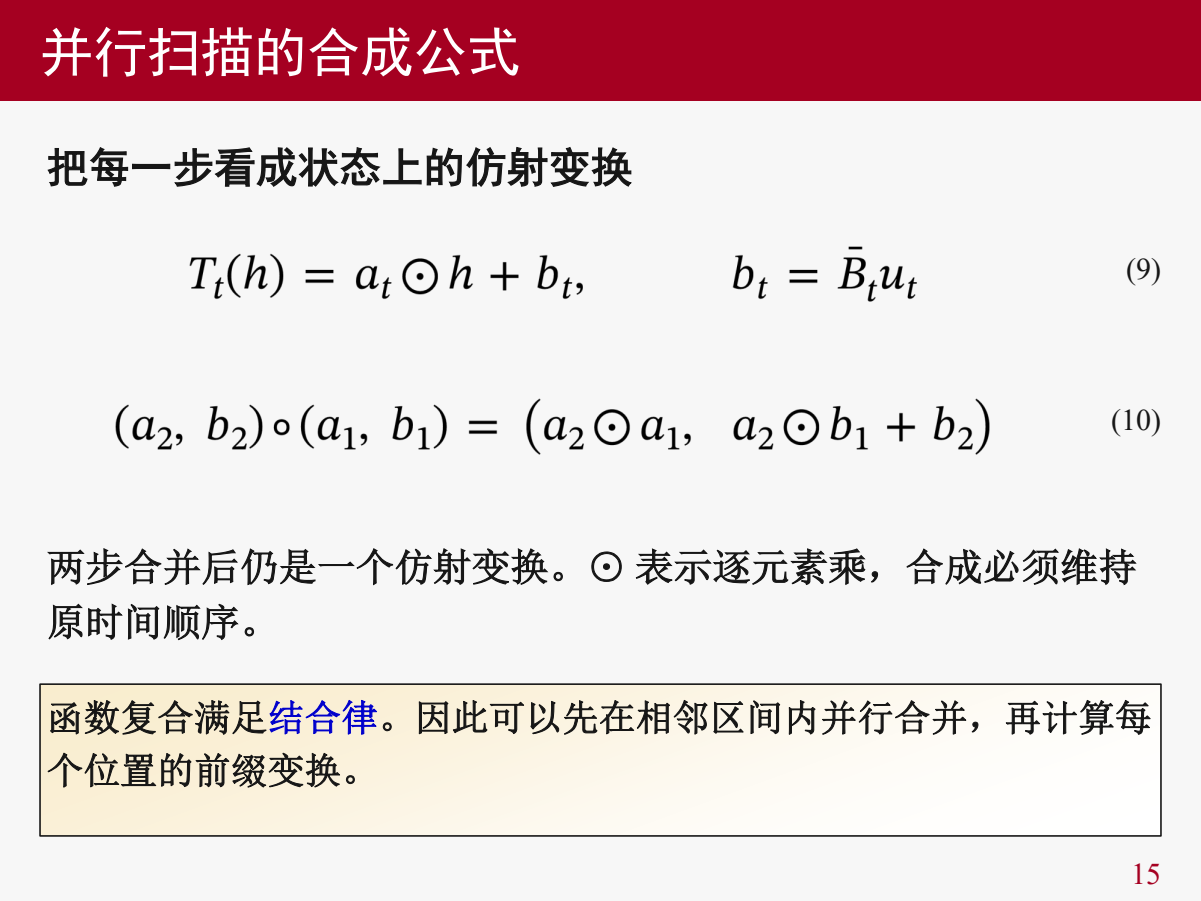 并行扫描的合成公式
把每一步看成状态上的仿射变换
T_t(h) = a_t ⊙ h + b_t,    b_t = B̄_t u_t    (9)
(a_2, b_2) ∘ (a_1, b_1) = (a_2 ⊙ a_1, a_2 ⊙ b_1 + b_2)    (10)
两步合并后仍是一个仿射变换。⊙ 表示逐元素乘，合成必须维持
原时间顺序。
函数复合满足结合律。因此可以先在相邻区间内并行合并，再计算每
个位置的前缀变换。
15